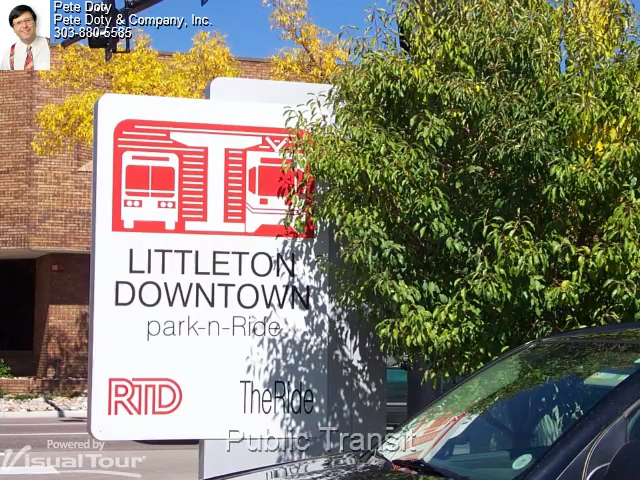 Pete Doty
Pete Doty & Company, Inc.
303-880-5585
LITTLETON
DOWNTOWN
park-n-Ride
RTD
TheRide
Public Transit
Powered by
VisualTour